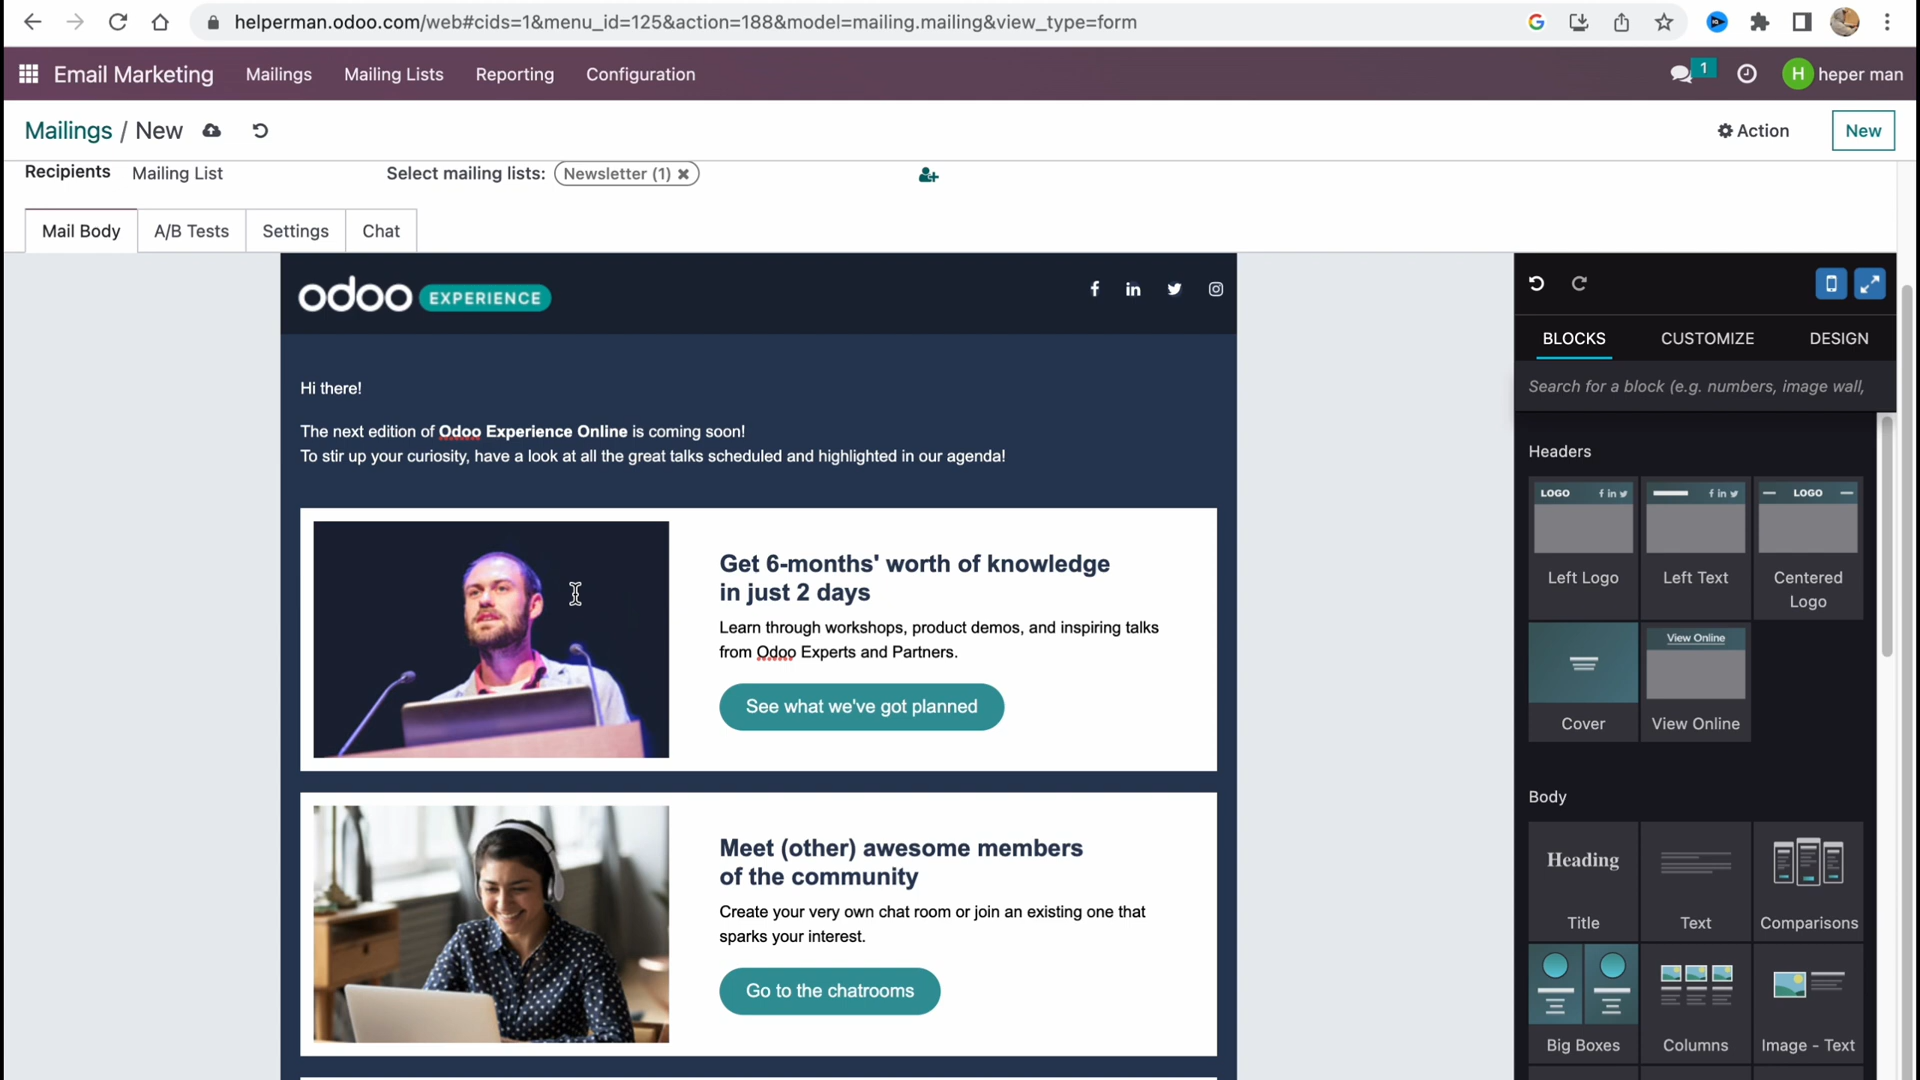 helperman.odoo.com/web#cids=1&menu_id=125&action=188&model=mailing.mailing&view_type=form
Email Marketing Mailings Mailing Lists Reporting Configuration 1 H heper man
Mailings / New Action New
Recipients Mailing List Select mailing lists: Newsletter (1) ×
Mail Body A/B Tests Settings Chat
odoo EXPERIENCE
Hi there!
The next edition of Odoo Experience Online is coming soon!
To stir up your curiosity, have a look at all the great talks scheduled and highlighted in our agenda!
Get 6-months' worth of knowledge
in just 2 days
Learn through workshops, product demos, and inspiring talks
from Odoo Experts and Partners.
See what we've got planned
Meet (other) awesome members
of the community
Create your very own chat room or join an existing one that
sparks your interest.
Go to the chatrooms
BLOCKS CUSTOMIZE DESIGN
Search for a block (e.g. numbers, image wall,
Headers
LOGO LOGO
Left Logo Left Text Centered
Logo
View Online
Cover View Online
Body
Heading
Title Text Comparisons
Big Boxes Columns Image - Text